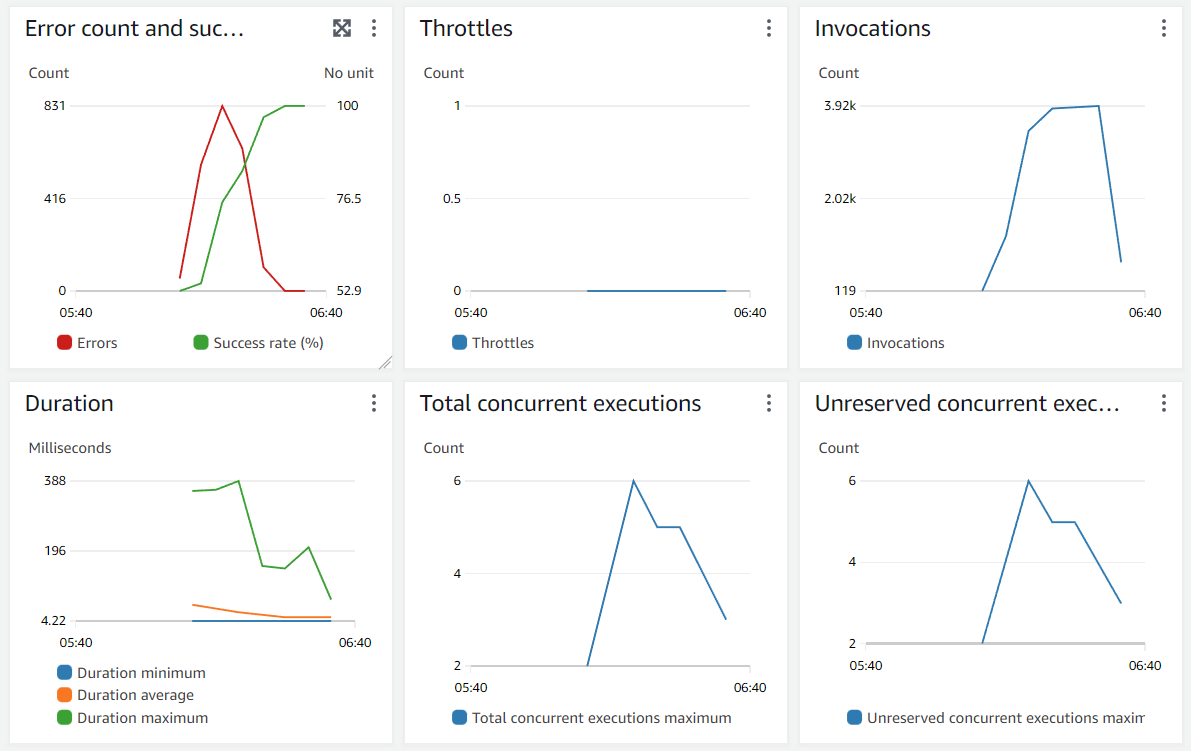 Error count and suc...
Count
No unit
831
100
416
76.5
0
52.9
05:40
06:40
Errors
Success rate (%)
Throttles
Count
1
0.5
0
05:40
06:40
Throttles
Invocations
Count
3.92k
2.02k
119
05:40
06:40
Invocations
Duration
Milliseconds
388
196
4.22
05:40
06:40
Duration minimum
Duration average
Duration maximum
Total concurrent executions
Count
6
4
2
05:40
06:40
Total concurrent executions maximum
Unreserved concurrent exec...
Count
6
4
2
05:40
06:40
Unreserved concurrent executions maxim